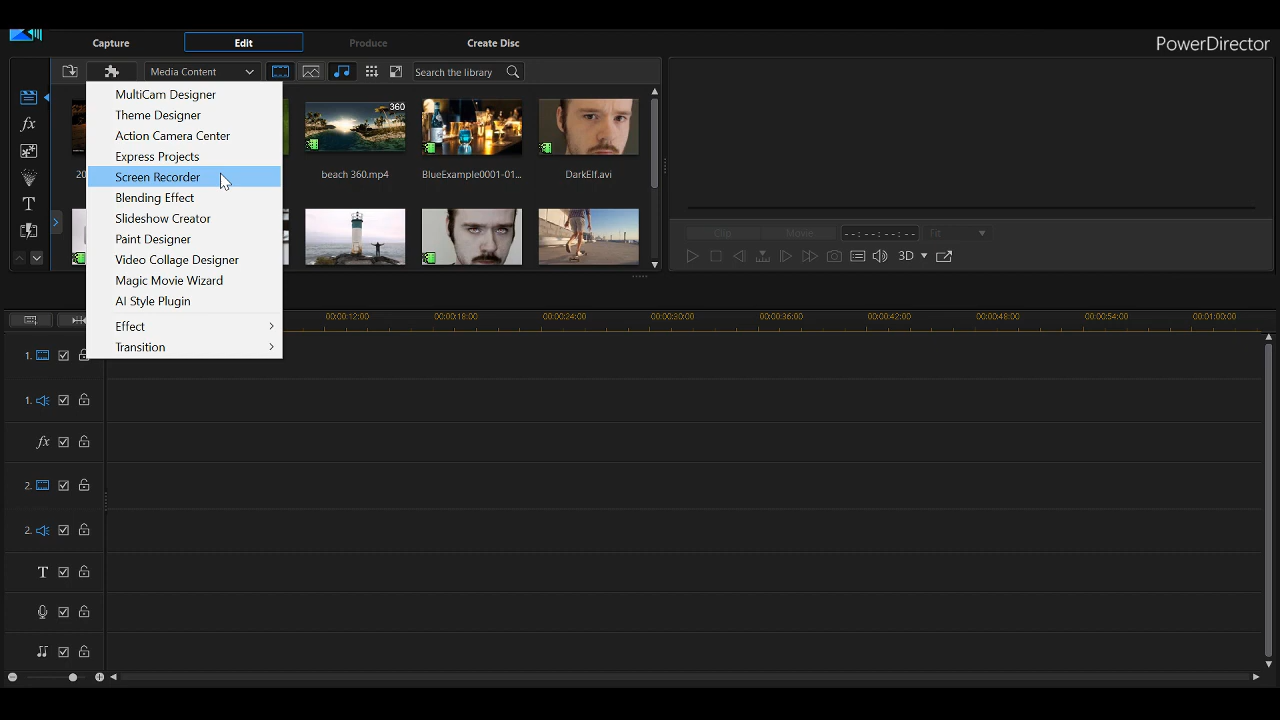 Capture Edit Produce Create Disc PowerDirector
Media Content Search the library
MultiCam Designer
Theme Designer
Action Camera Center
Express Projects
Screen Recorder
Blending Effect
Slideshow Creator
Paint Designer
Video Collage Designer
Magic Movie Wizard
AI Style Plugin
Effect
Transition
360
20
beach 360.mp4 BlueExample0001-01... DarkElf.avi
Clip Movie --:--:--:-- Fit
3D
00:00:12:00 00:00:18:00 00:00:24:00 00:00:30:00 00:00:36:00 00:00:42:00 00:00:48:00 00:00:54:00 00:01:00:00
1.
1.
fx
2.
2.
T